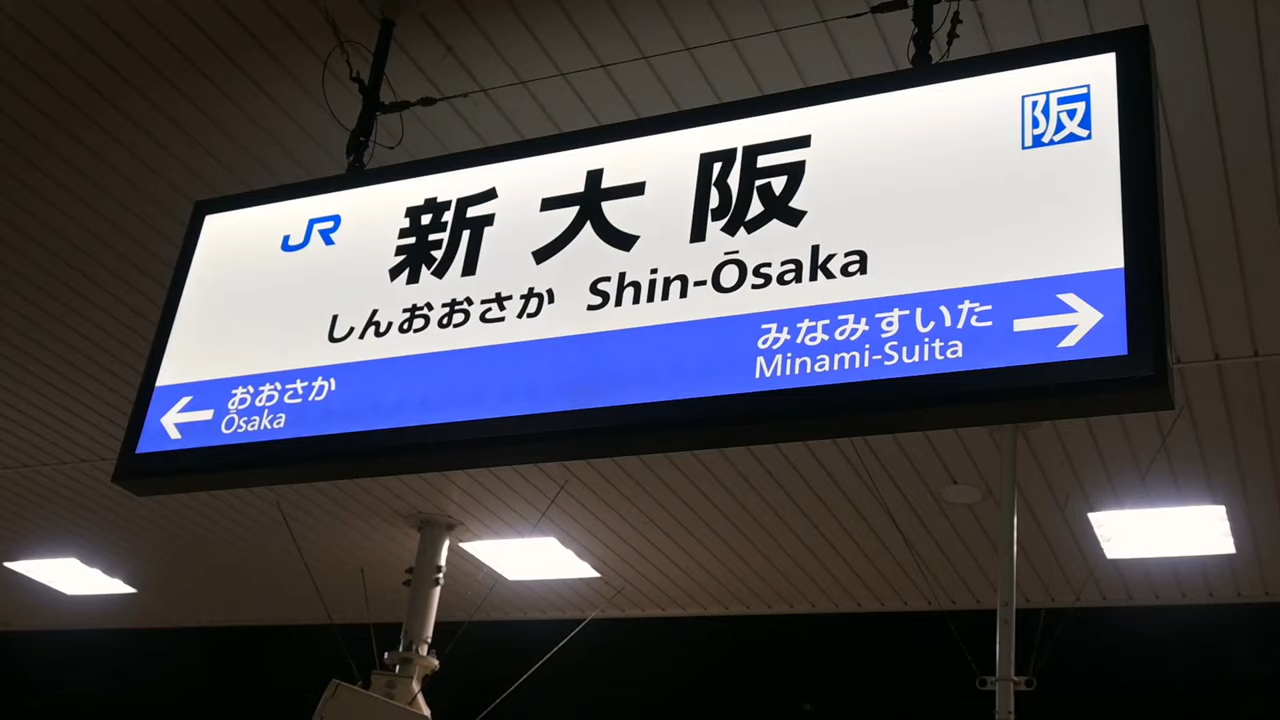 阪
JR
新大阪
しんおおさか Shin-Ōsaka
みなみすいた
Minami-Suita
おおさか
Ōsaka